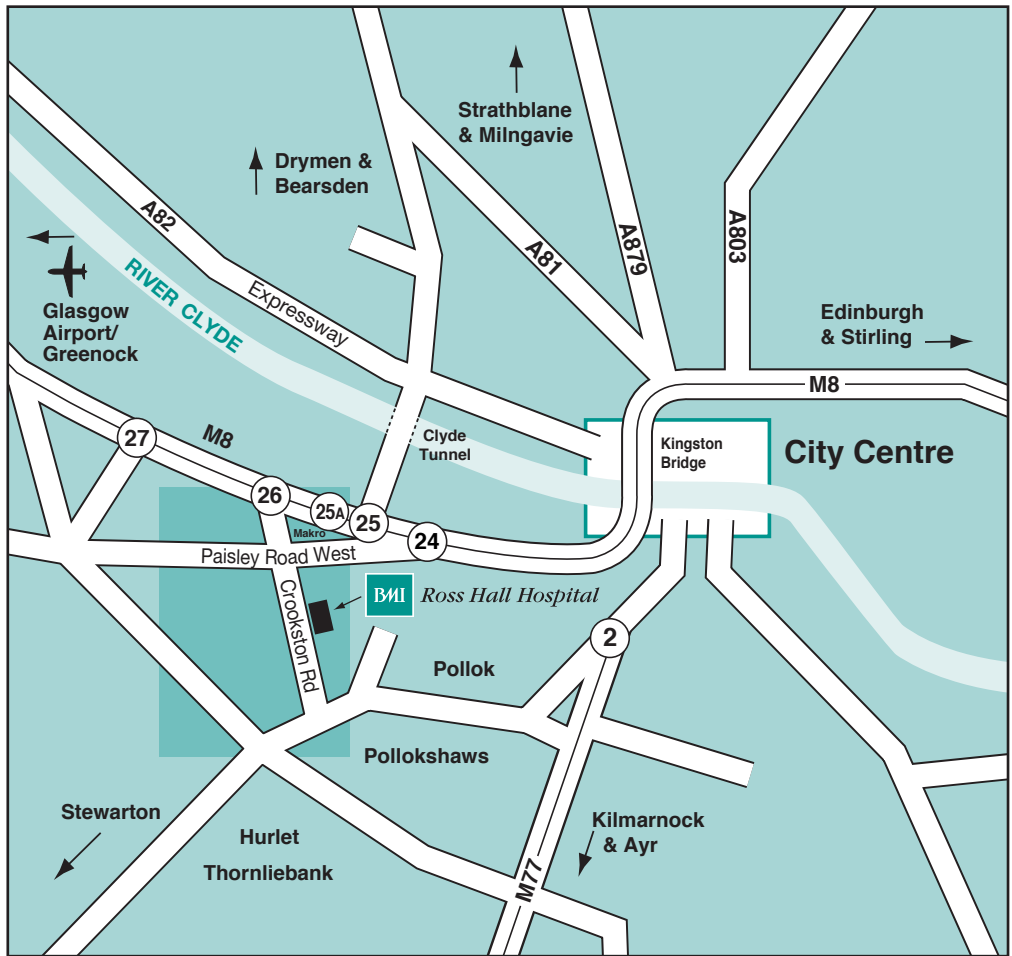 Strathblane
& Milngavie
Drymen &
Bearsden
A82
A81
A879
A803
RIVER CLYDE
Expressway
Glasgow
Airport/
Greenock
Edinburgh
& Stirling
M8
M8
27
26
25A
25
24
Clyde
Tunnel
Kingston
Bridge
City Centre
Makro
Paisley Road West
Crookston Rd
BMI
Ross Hall Hospital
2
Pollok
Pollokshaws
Stewarton
Hurlet
Thornliebank
Kilmarnock
& Ayr
M77